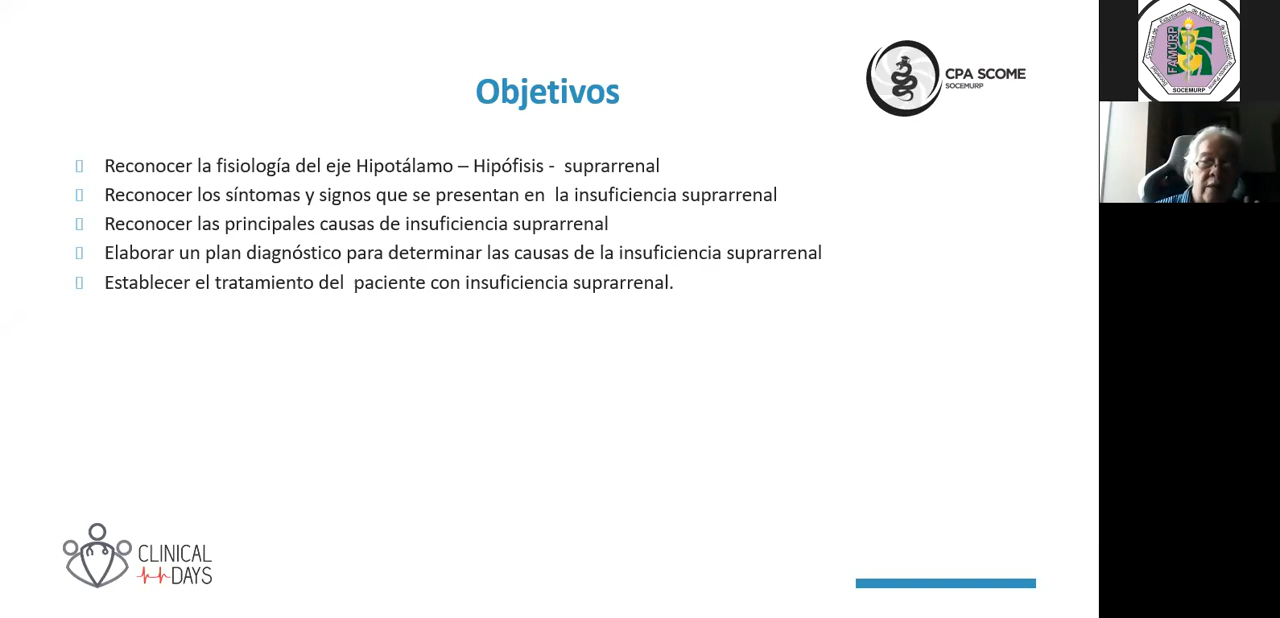 Objetivos
CPA SCOME
SOCEMURP
Reconocer la fisiología del eje Hipotálamo – Hipófisis -  suprarrenal
Reconocer los síntomas y signos que se presentan en  la insuficiencia suprarrenal
Reconocer las principales causas de insuficiencia suprarrenal
Elaborar un plan diagnóstico para determinar las causas de la insuficiencia suprarrenal
Establecer el tratamiento del  paciente con insuficiencia suprarrenal.
CLINICAL
DAYS
FAMURP
SOCEMURP